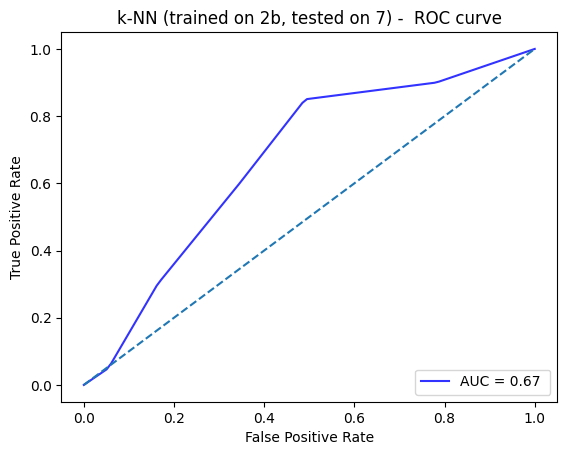 k-NN (trained on 2b, tested on 7) -  ROC curve
True Positive Rate
1.0
0.8
0.6
0.4
0.2
0.0
AUC = 0.67
0.0 0.2 0.4 0.6 0.8 1.0
False Positive Rate